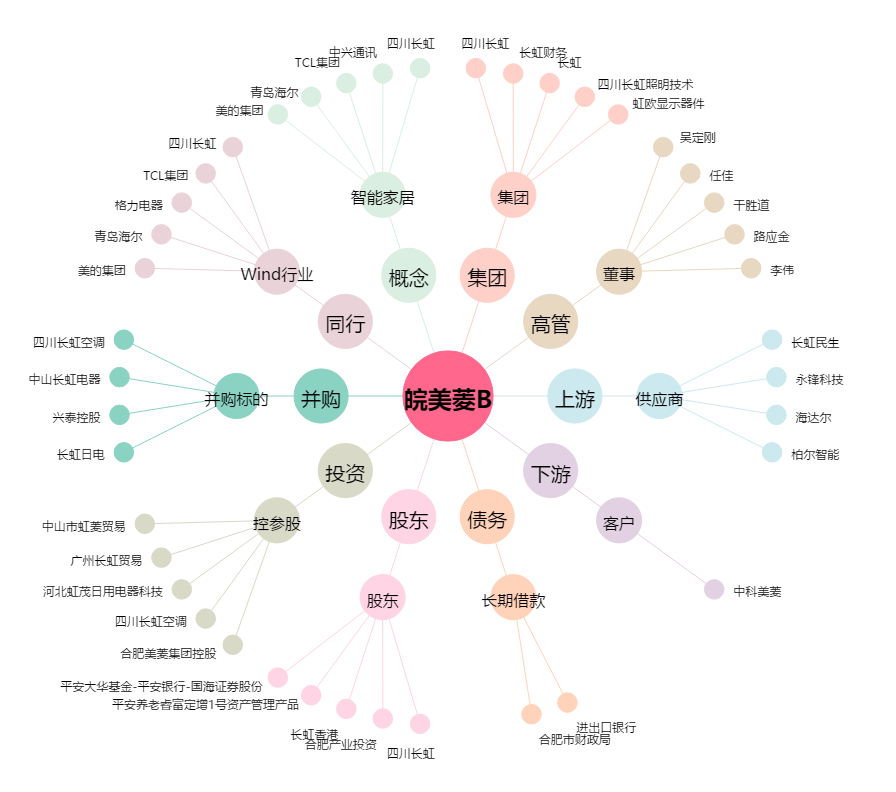 四川长虹
中兴通讯
TCL集团
青岛海尔
美的集团
智能家居
概念
四川长虹
长虹财务
长虹
四川长虹照明技术
虹欧显示器件
集团
集团
吴定刚
任佳
干胜道
路应金
李伟
董事
高管
四川长虹
TCL集团
格力电器
青岛海尔
美的集团
Wind行业
同行
皖美菱B
四川长虹空调
中山长虹电器
兴泰控股
长虹日电
并购标的
并购
上游
供应商
长虹民生
永锋科技
海达尔
柏尔智能
投资
控参股
中山市虹菱贸易
广州长虹贸易
河北虹茂日用电器科技
四川长虹空调
合肥美菱集团控股
下游
客户
中科美菱
股东
股东
平安大华基金-平安银行-国海证券股份
平安养老睿富定增1号资产管理产品
长虹香港
合肥产业投资
四川长虹
债务
长期借款
进出口银行
合肥市财政局